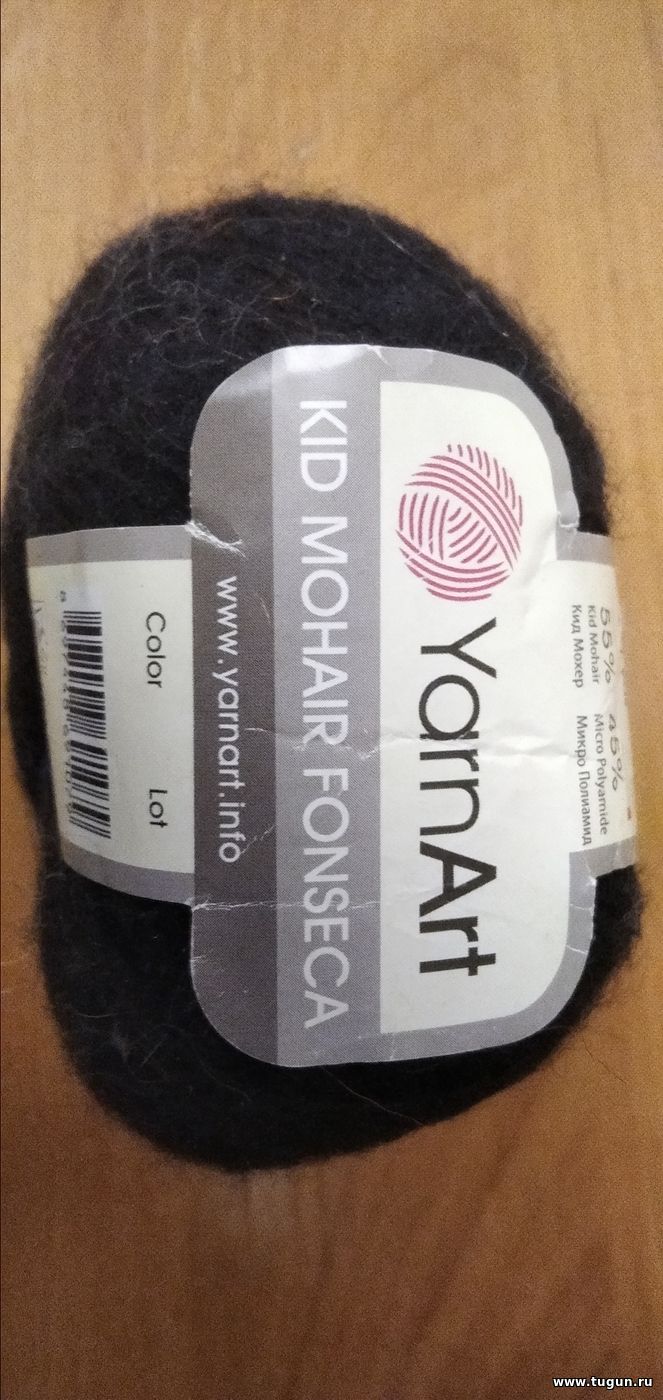 YarnArt
KID MOHAIR FONSECA
www.yarnart.info
55% 45%
Kid Mohair Micro Polyamide
Кид Мохер Микро Полиамид
Color Lot
www.tugun.ru